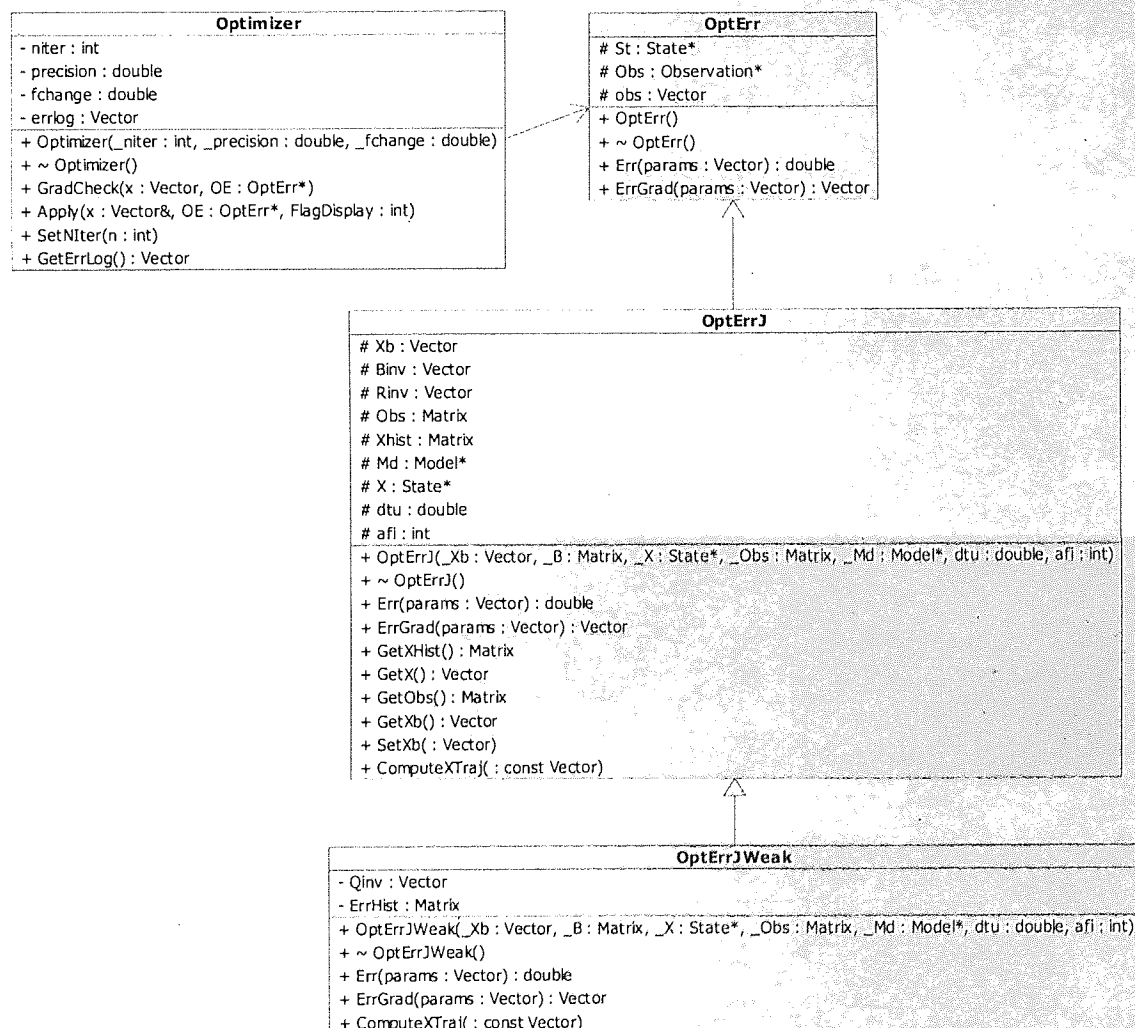 Optimizer
- niter : int
- precision : double
- fchange : double
- errlog : Vector
+ Optimizer(_niter : int, _precision : double, _fchange : double)
+ ~ Optimizer()
+ GradCheck(x : Vector, OE : OptErr*)
+ Apply(x : Vector&, OE : OptErr*, FlagDisplay : int)
+ SetNIter(n : int)
+ GetErrLog() : Vector
OptErr
# St : State*
# Obs : Observation*
# obs : Vector
+ OptErr()
+ ~ OptErr()
+ Err(params : Vector) : double
+ ErrGrad(params : Vector) : Vector
OptErrJ
# Xb : Vector
# Binv : Vector
# Rinv : Vector
# Obs : Matrix
# Xhist : Matrix
# Md : Model*
# X : State*
# dtu : double
# afi : int
+ OptErrJ(_Xb : Vector, _B : Matrix, _X : State*, _Obs : Matrix, _Md : Model*, dtu : double, afi : int)
+ ~ OptErrJ()
+ Err(params : Vector) : double
+ ErrGrad(params : Vector) : Vector
+ GetXHist() : Matrix
+ GetX() : Vector
+ GetObs() : Matrix
+ GetXb() : Vector
+ SetXb( : Vector)
+ ComputeXTraj( : const Vector)
OptErrJWeak
- Qinv : Vector
- ErrHist : Matrix
+ OptErrJWeak(_Xb : Vector, _B : Matrix, _X : State*, _Obs : Matrix, _Md : Model*, dtu : double, afi : int)
+ ~ OptErrJWeak()
+ Err(params : Vector) : double
+ ErrGrad(params : Vector) : Vector
+ ComputeXTraj( : const Vector)